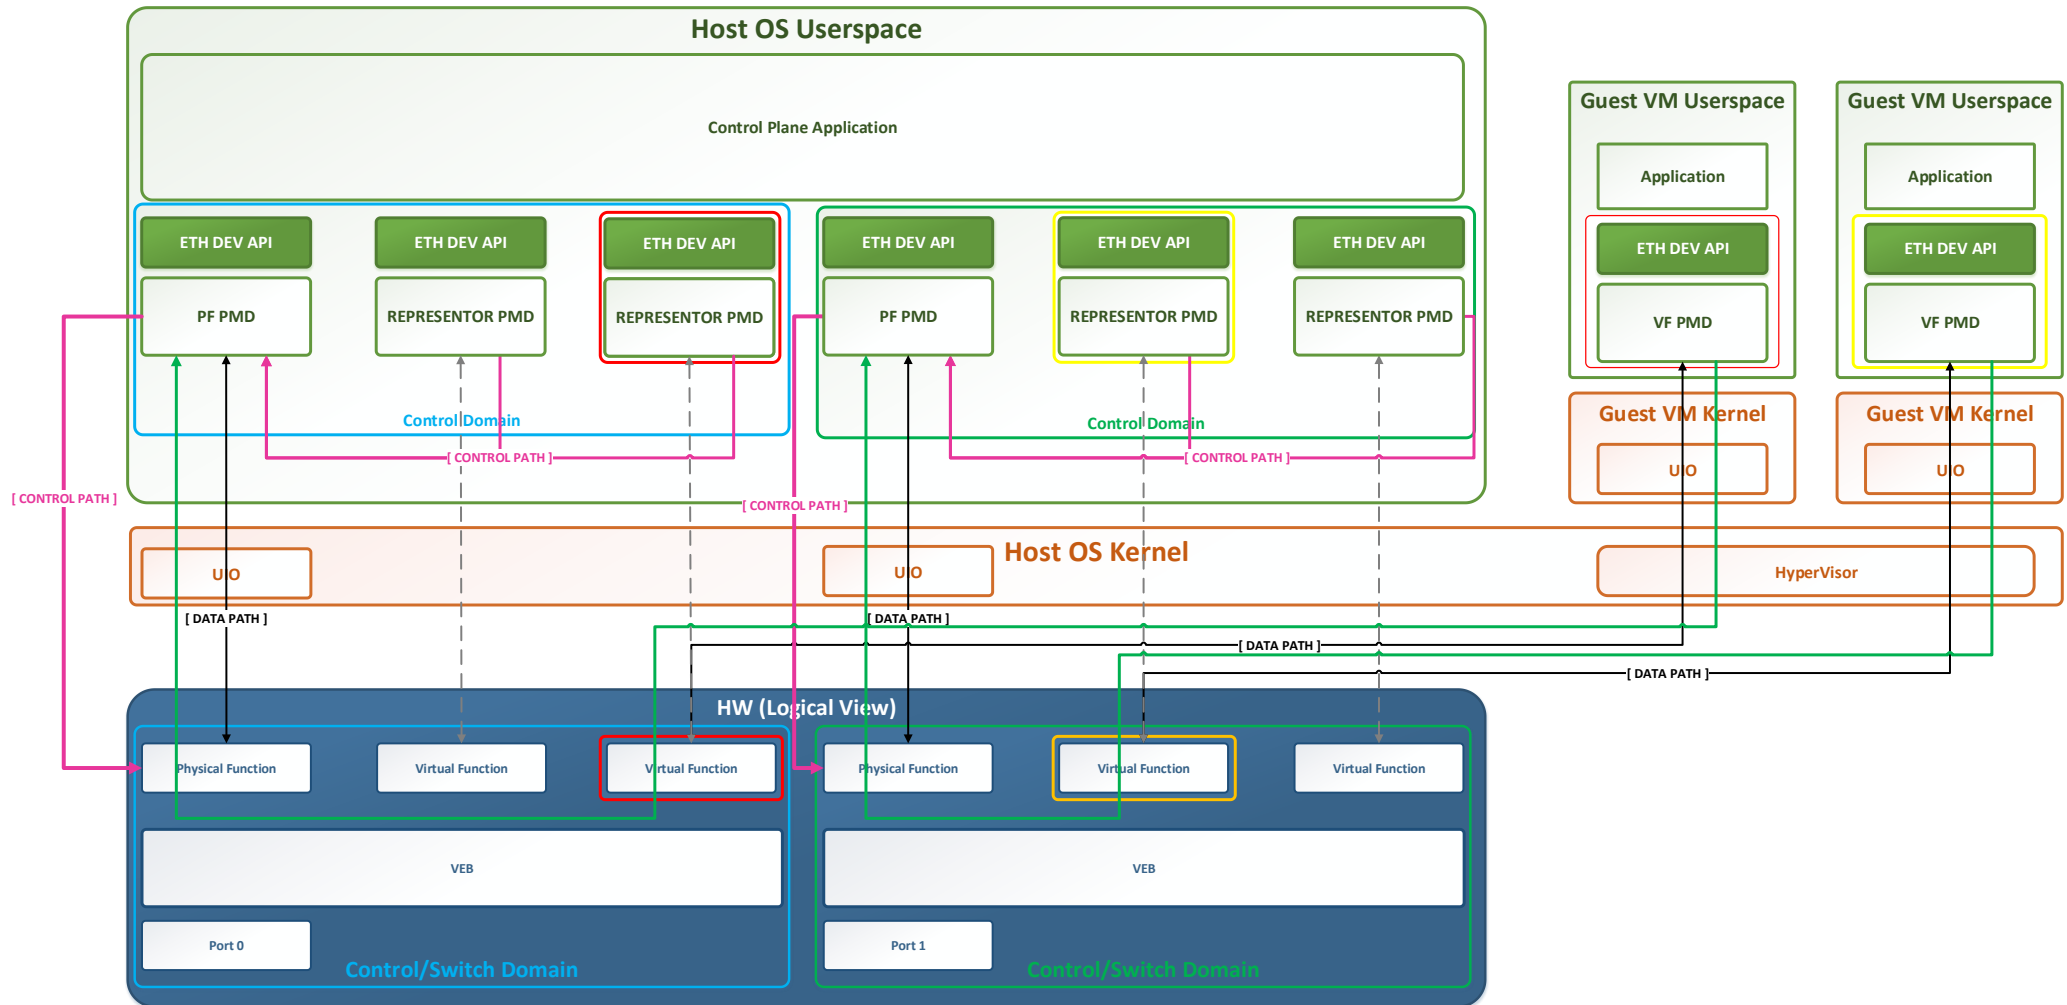 Host OS Userspace
Control Plane Application
Guest VM Userspace
Guest VM Userspace
Application
Application
ETH DEV API
ETH DEV API
ETH DEV API
ETH DEV API
ETH DEV API
ETH DEV API
ETH DEV API
ETH DEV API
PF PMD
REPRESENTOR PMD
REPRESENTOR PMD
PF PMD
REPRESENTOR PMD
REPRESENTOR PMD
VF PMD
VF PMD
Control Domain
Control Domain
Guest VM Kernel
Guest VM Kernel
[ CONTROL PATH ]
[ CONTROL PATH ]
UIO
UIO
[ CONTROL PATH ]
[ CONTROL PATH ]
Host OS Kernel
UIO
UIO
HyperVisor
[ DATA PATH ]
[ DATA PATH ]
[ DATA PATH ]
[ DATA PATH ]
HW (Logical View)
Physical Function
Virtual Function
Virtual Function
Physical Function
Virtual Function
Virtual Function
VEB
VEB
Port 0
Port 1
Control/Switch Domain
Control/Switch Domain